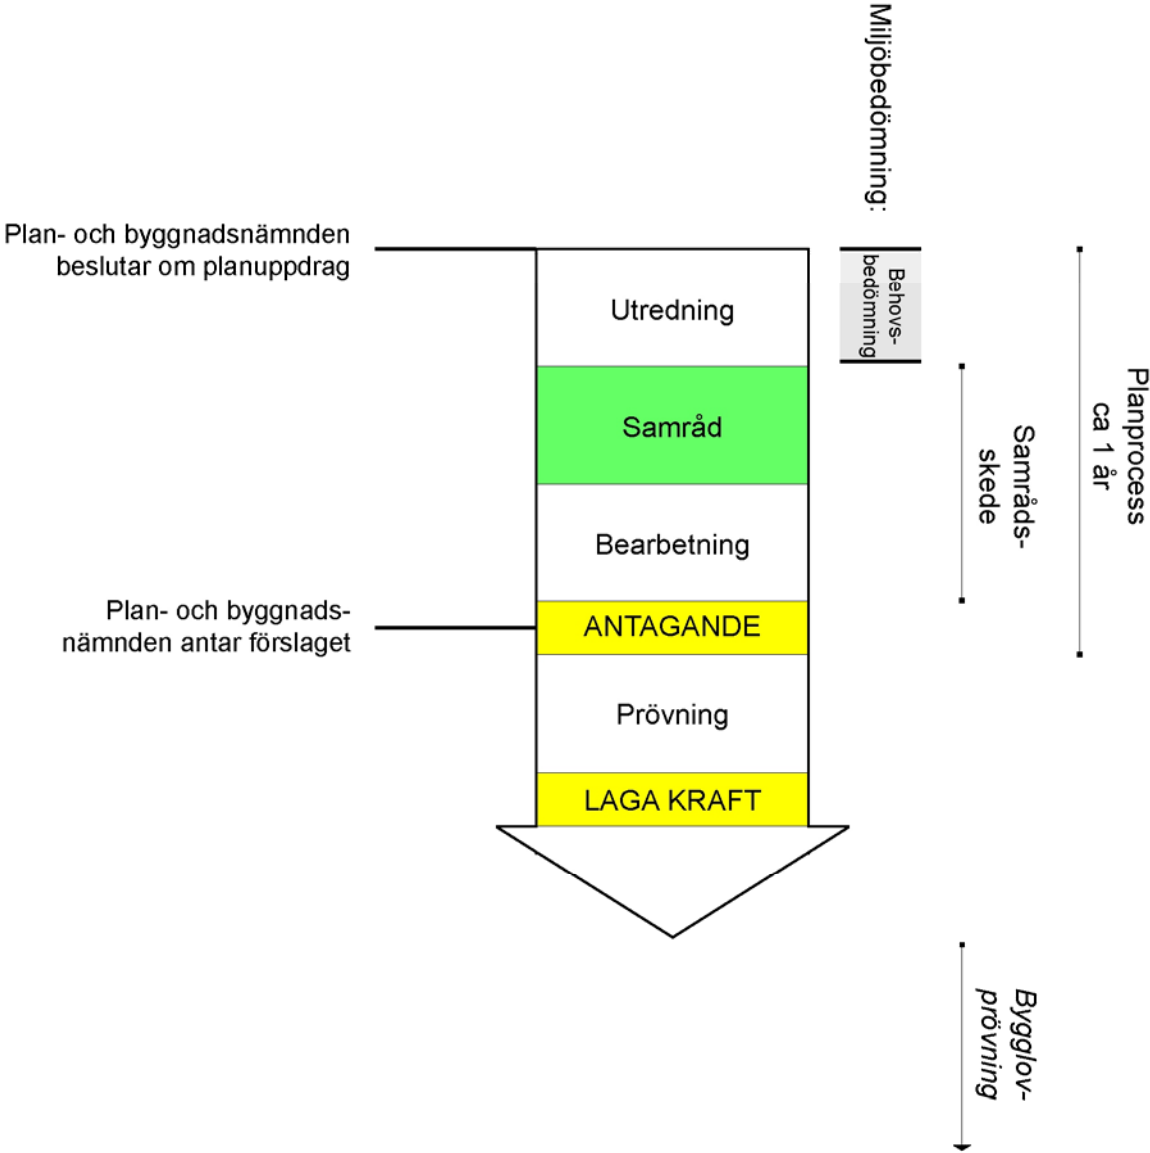 Miljöbedömning:
Plan- och byggnadsnämnden
beslutar om planuppdrag
Utredning
Behovs-
bedömning
Samråd
Samråds-
skede
Planprocess
ca 1 år
Bearbetning
Plan- och byggnads-
nämnden antar förslaget
ANTAGANDE
Prövning
LAGA KRAFT
Bygglov-
prövning